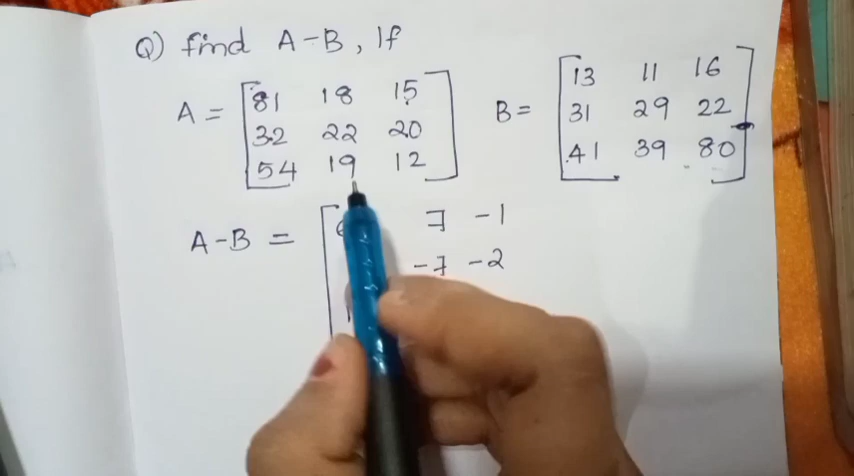 Q) find A-B, If
A = [81 18 15 B = [13 11 16
32 22 20 31 29 22
54 19 12] 41 39 80]
A-B = [ 7 -1
-7 -2